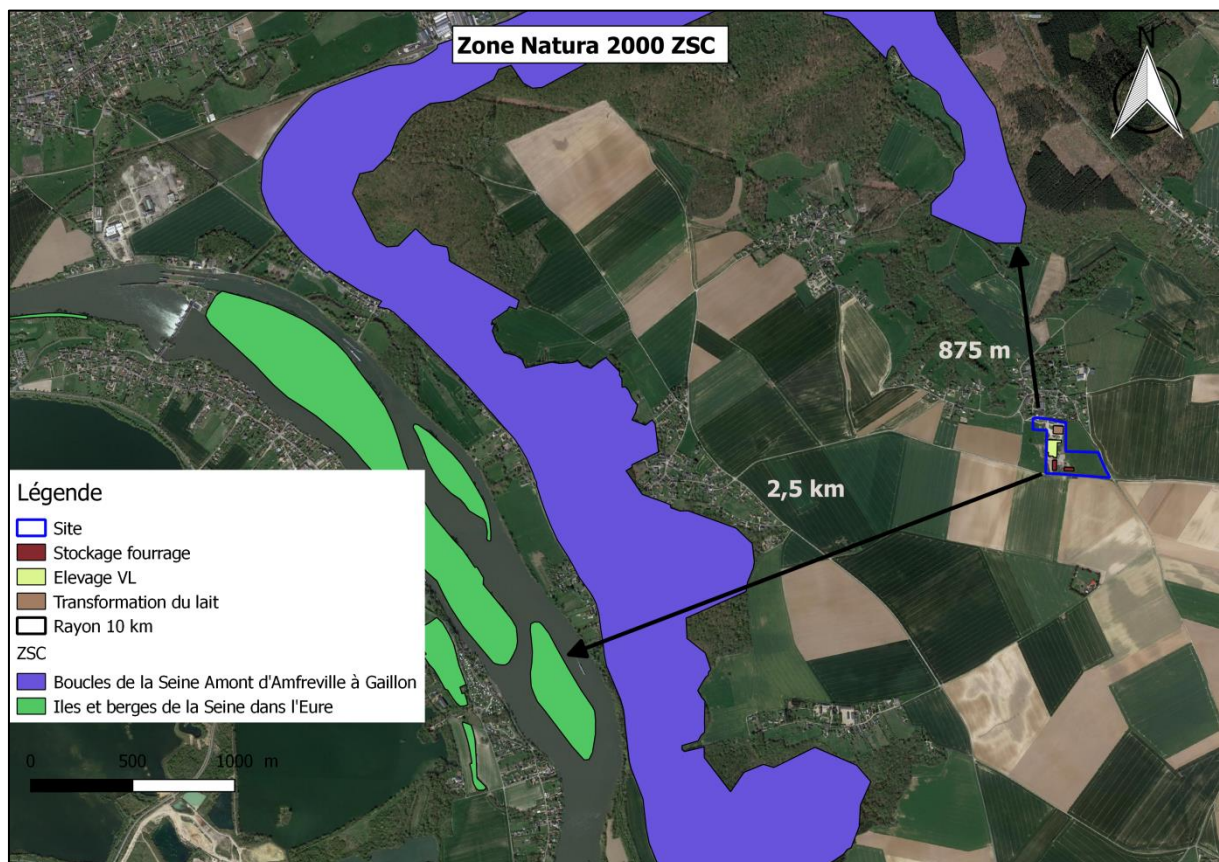 Zone Natura 2000 ZSC
N
875 m
2,5 km
Légende
Site
Stockage fourrage
Elevage VL
Transformation du lait
Rayon 10 km
ZSC
Boucles de la Seine Amont d'Amfreville à Gaillon
Iles et berges de la Seine dans l'Eure
0 500 1000 m